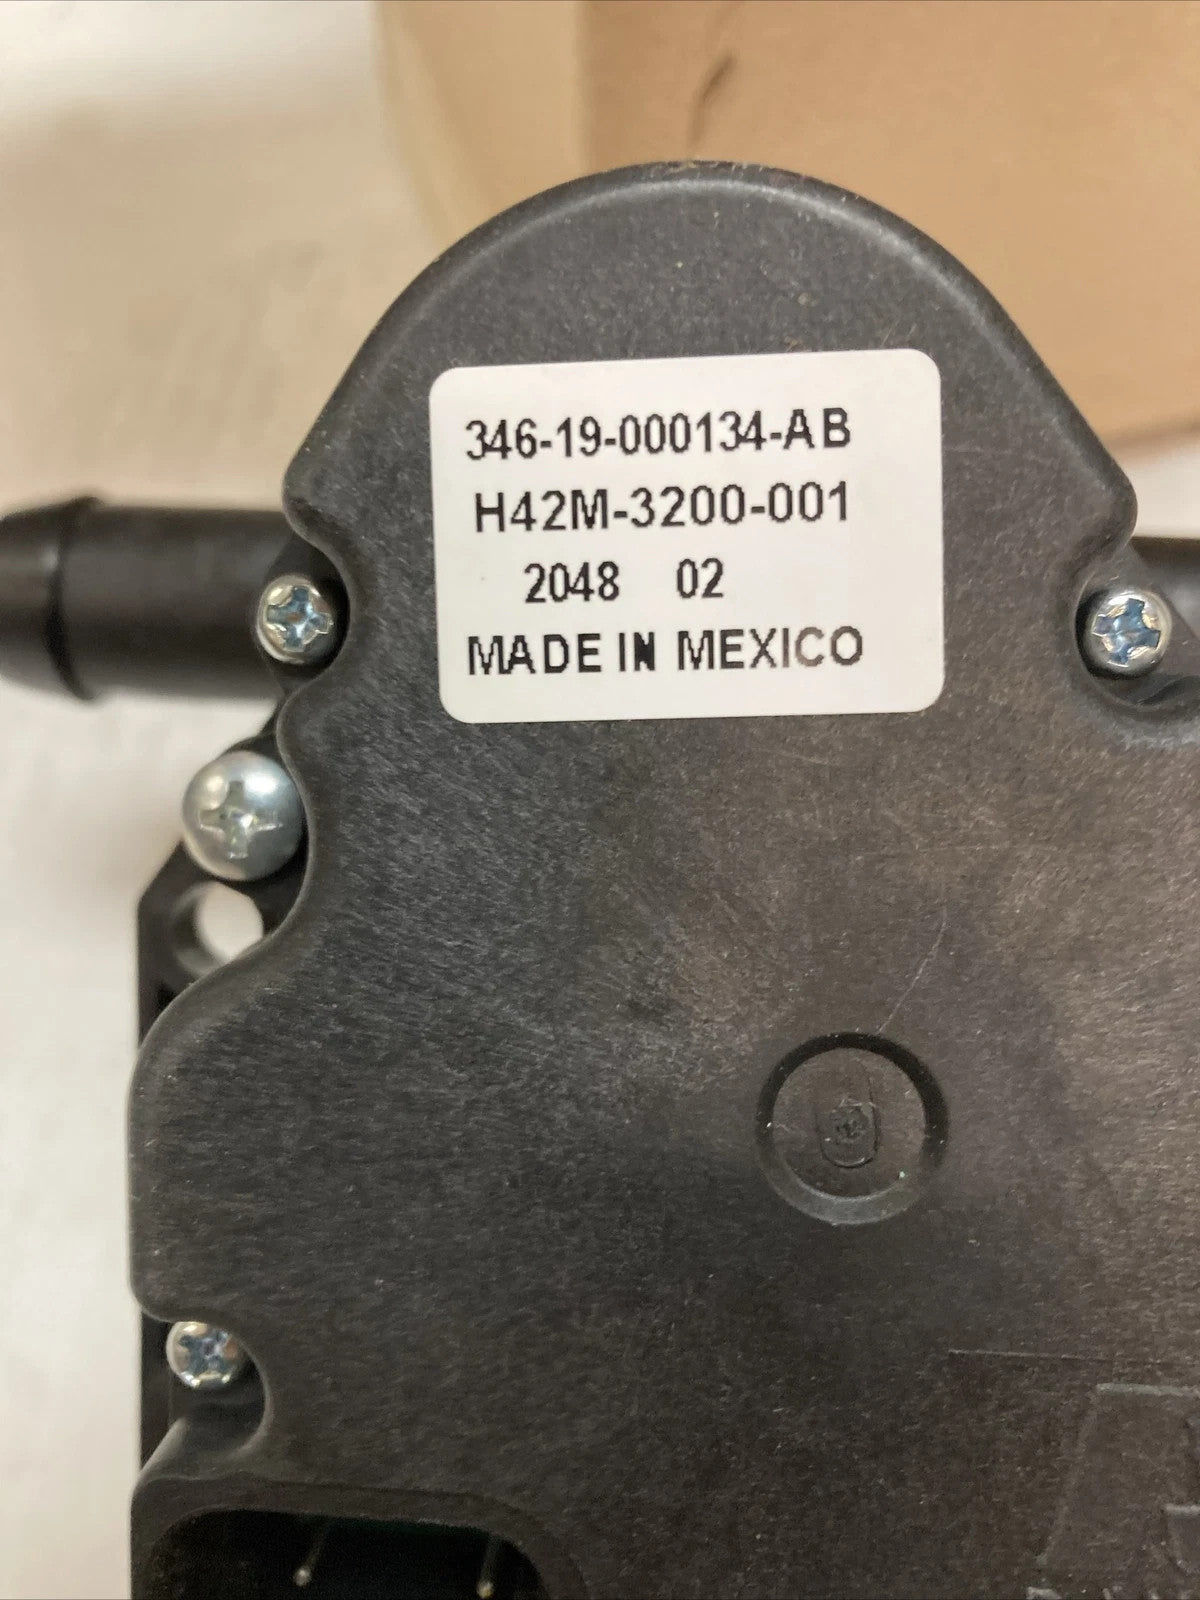 346-19-000134-AB
H42M-3200-001
2048 02
MADE IN MEXICO